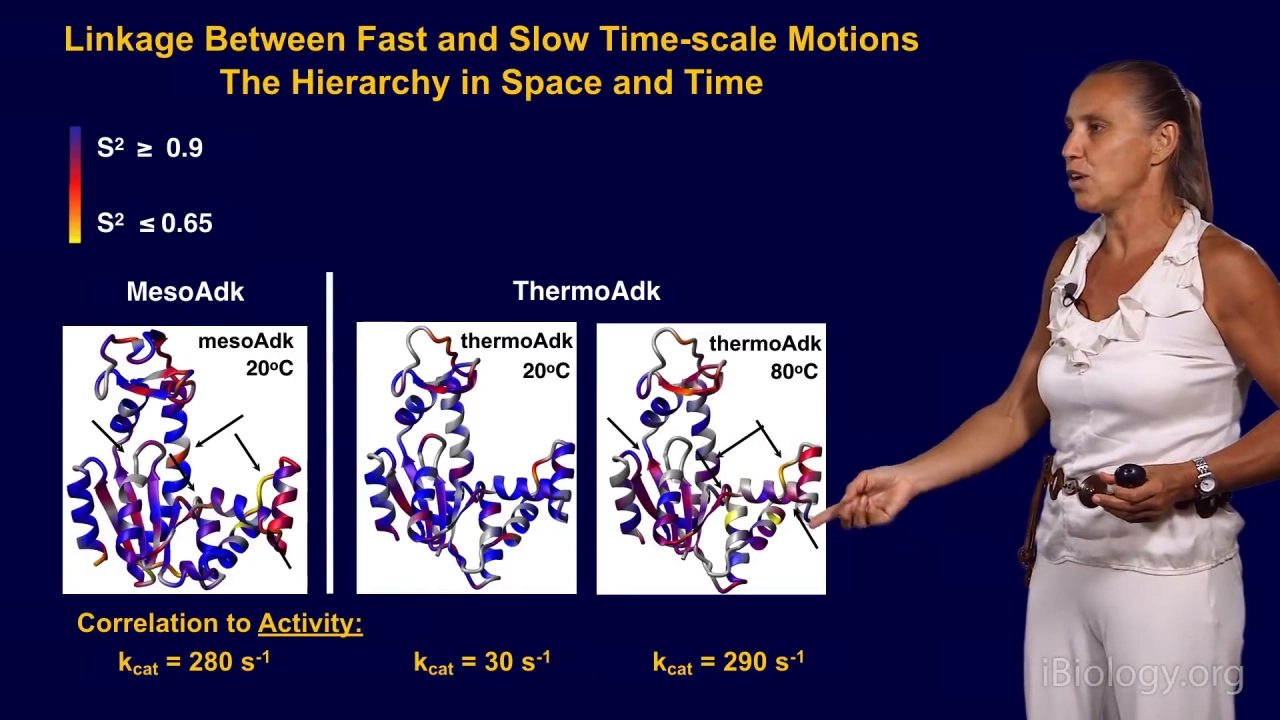 Linkage Between Fast and Slow Time-scale Motions
The Hierarchy in Space and Time
S² ≥ 0.9
S² ≤ 0.65
MesoAdk
ThermoAdk
mesoAdk
20°C
thermoAdk
20°C
thermoAdk
80°C
Correlation to Activity:
kcat = 280 s-1
kcat = 30 s-1
kcat = 290 s-1
iBiology.org